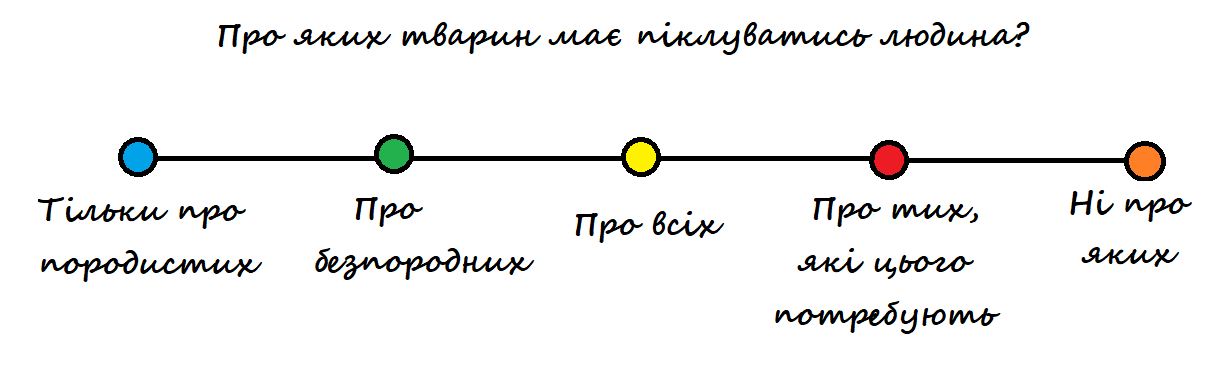 Про яких тварин має піклуватись людина?
Тільки про
породистих
Про
безпородних
Про всіх
Про тих,
які цього
потребують
Ні про
яких